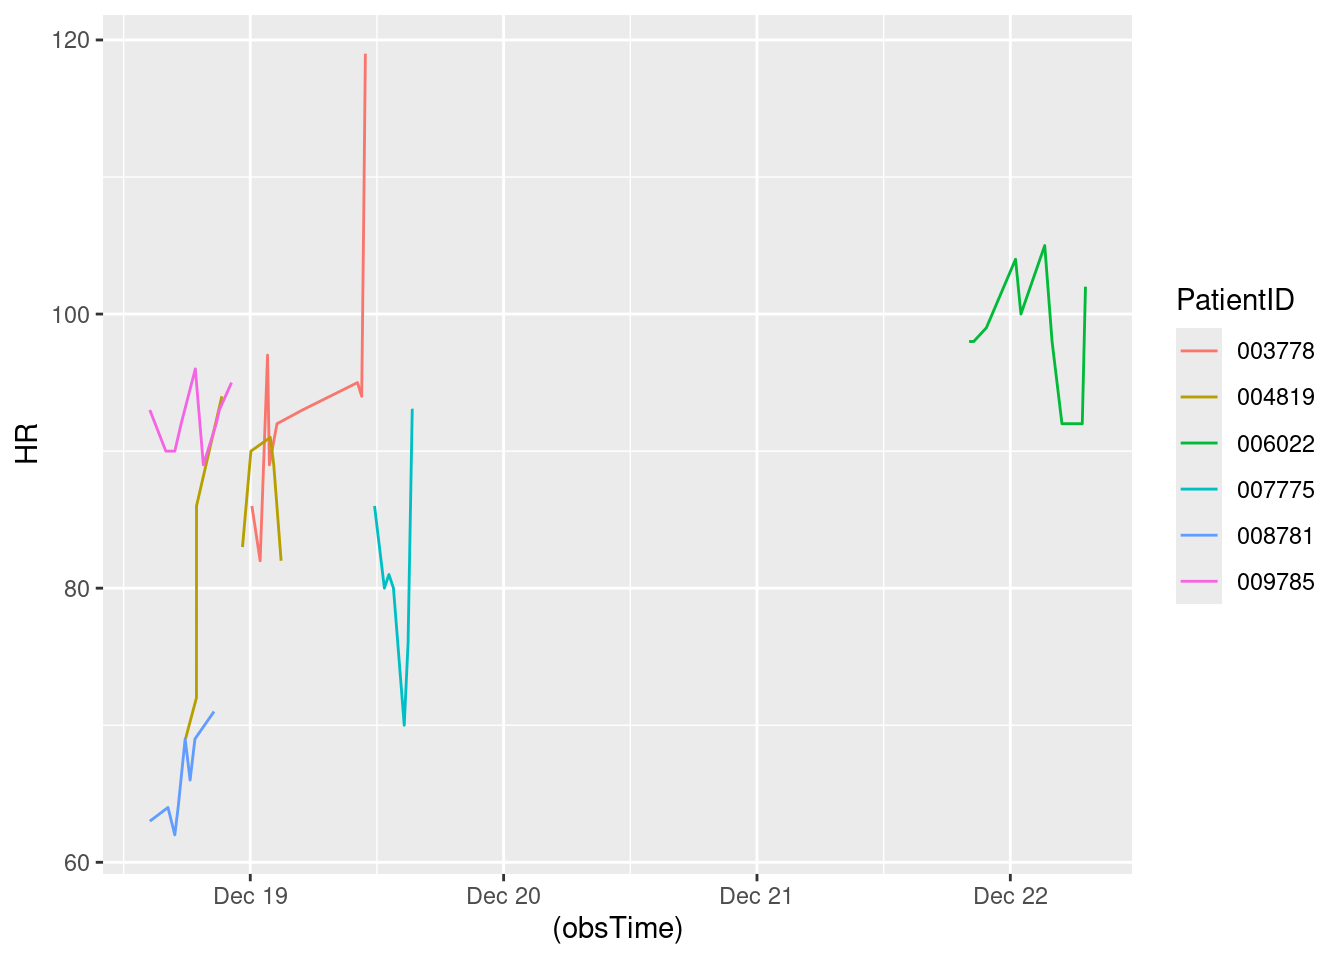 120
100
80
60
HR
Dec 19
Dec 20
Dec 21
Dec 22
(obsTime)
PatientID
003778
004819
006022
007775
008781
009785